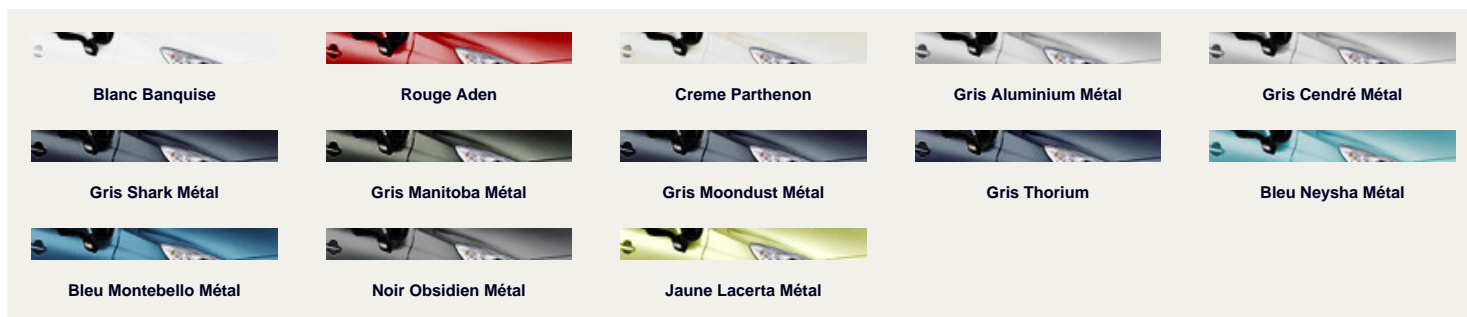 Blanc Banquise
Rouge Aden
Creme Parthenon
Gris Aluminium Métal
Gris Cendré Métal
Gris Shark Métal
Gris Manitoba Métal
Gris Moondust Métal
Gris Thorium
Bleu Neysha Métal
Bleu Montebello Métal
Noir Obsidien Métal
Jaune Lacerta Métal